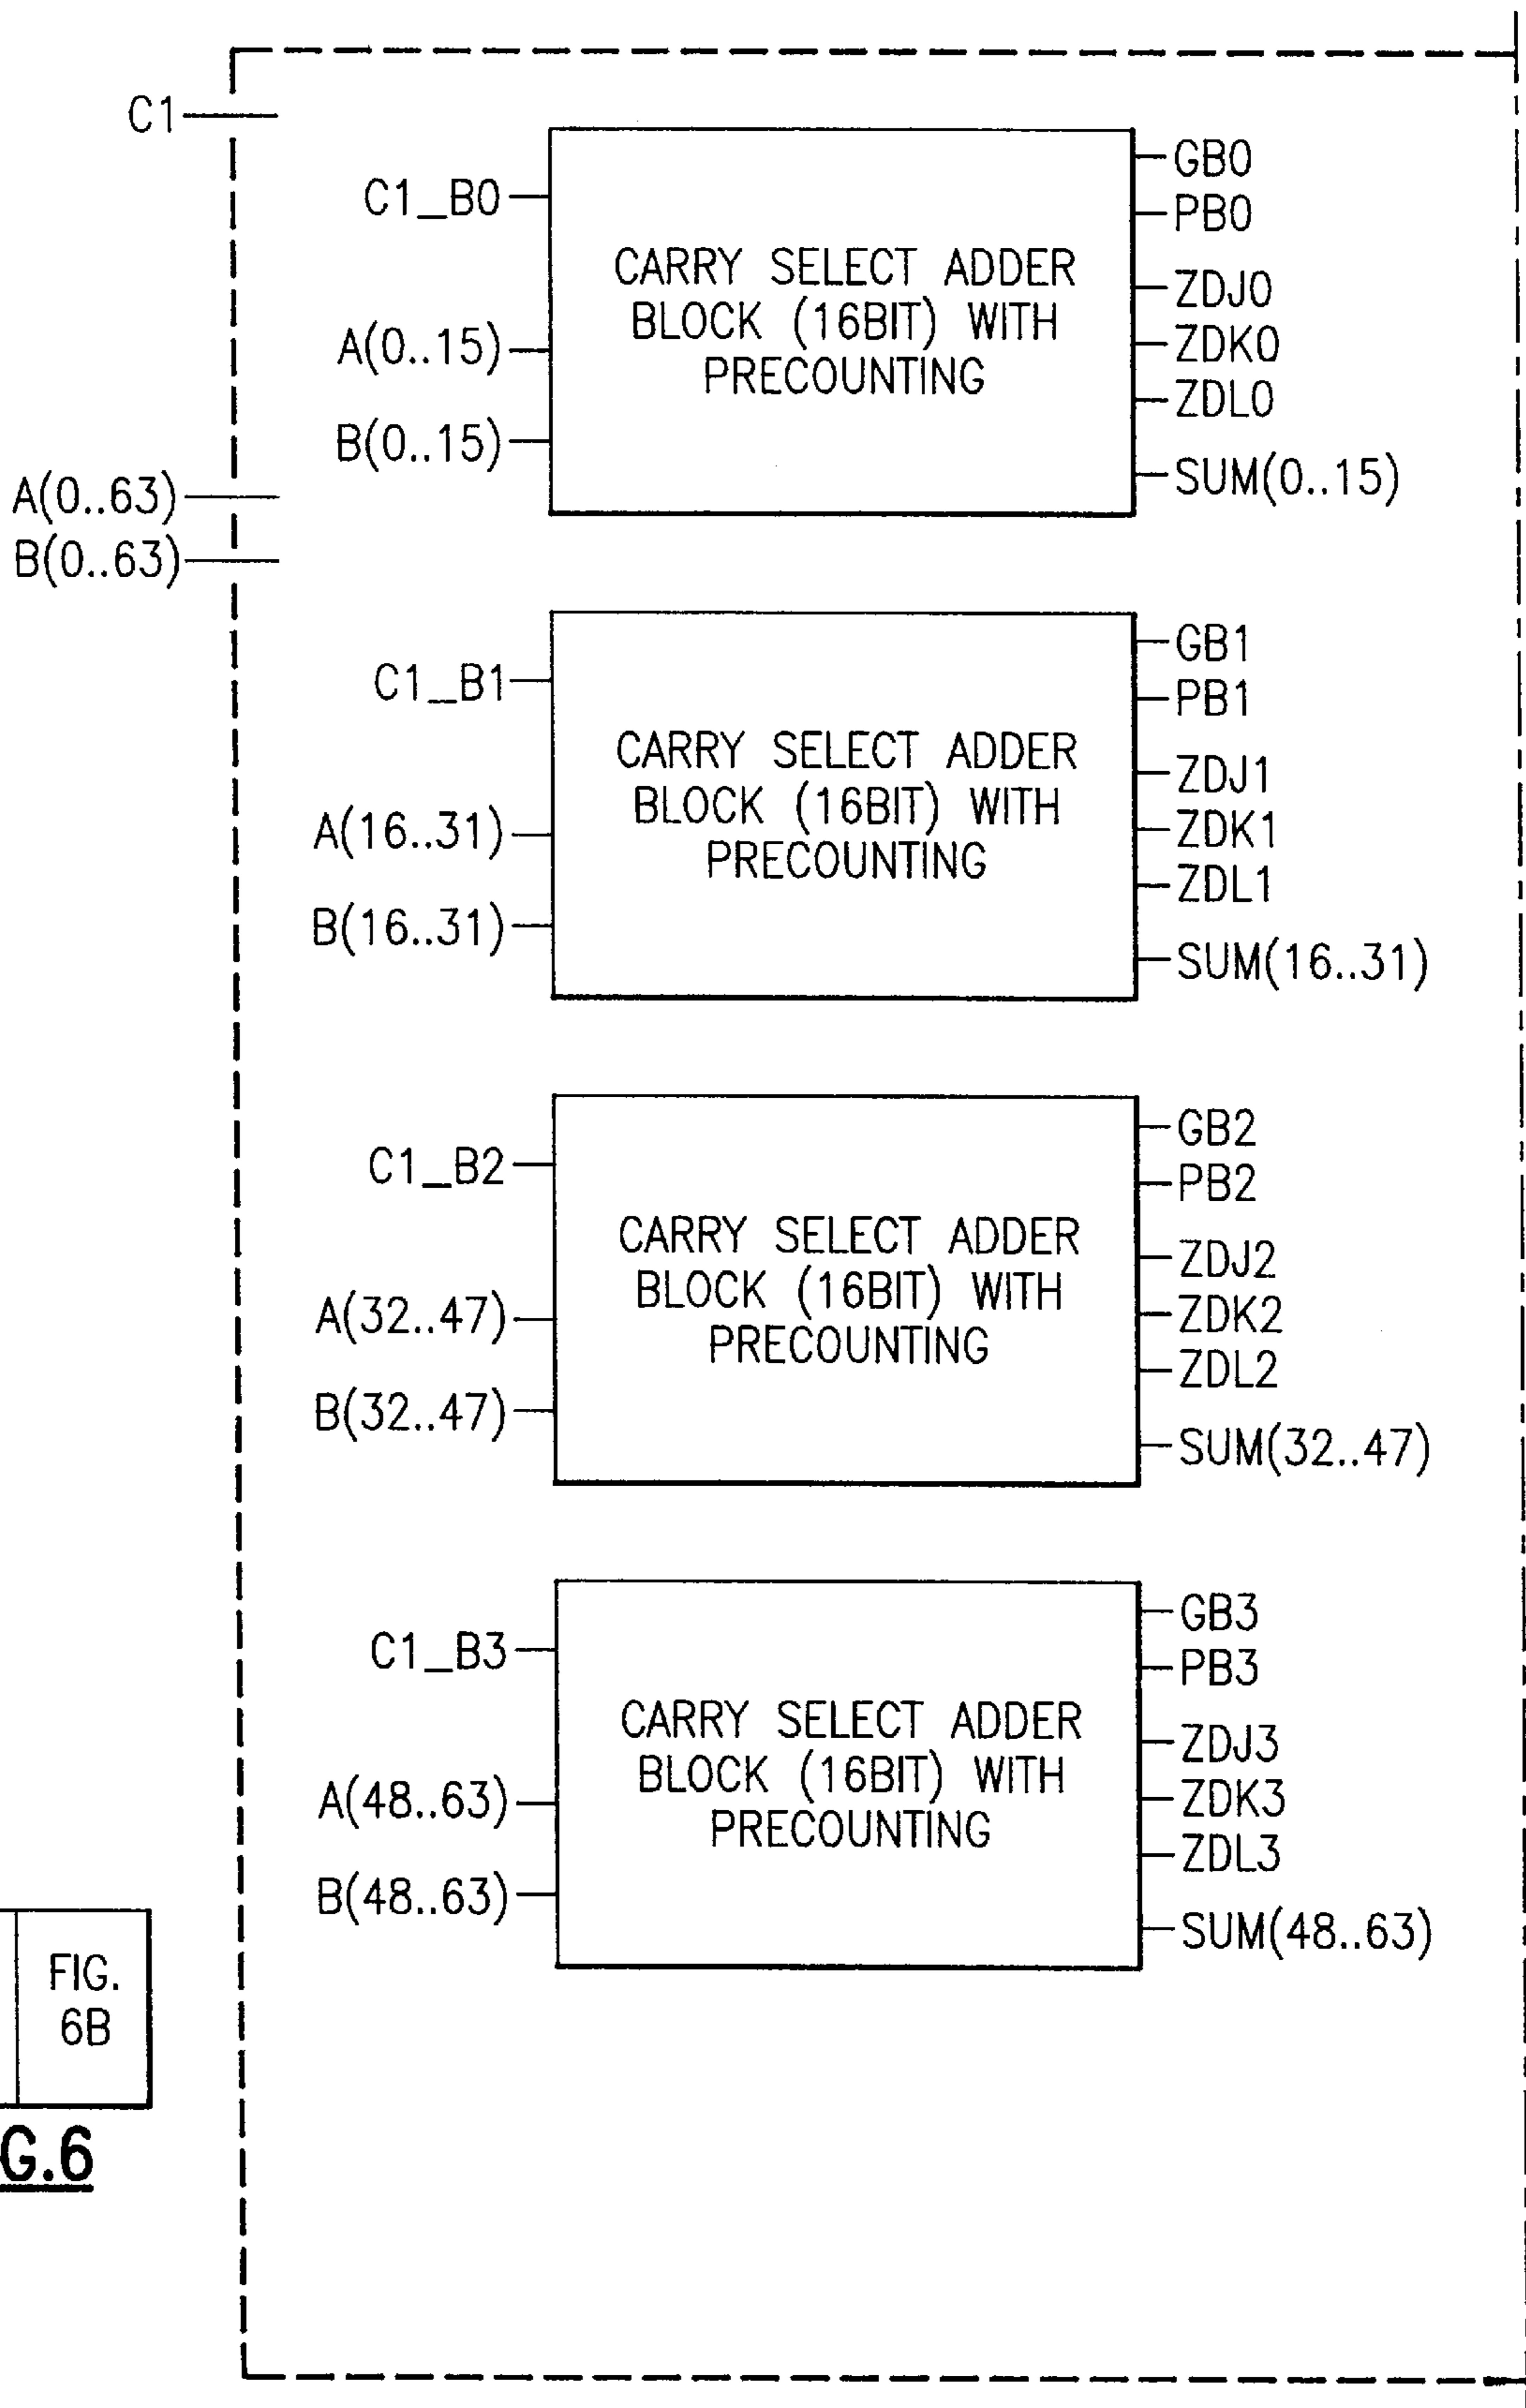 C1
A(0..63)
B(0..63)
C1_B0
A(0..15)
B(0..15)
CARRY SELECT ADDER
BLOCK (16BIT) WITH
PRECOUNTING
GB0
PB0
ZDJ0
ZDK0
ZDL0
SUM(0..15)
C1_B1
A(16..31)
B(16..31)
CARRY SELECT ADDER
BLOCK (16BIT) WITH
PRECOUNTING
GB1
PB1
ZDJ1
ZDK1
ZDL1
SUM(16..31)
C1_B2
A(32..47)
B(32..47)
CARRY SELECT ADDER
BLOCK (16BIT) WITH
PRECOUNTING
GB2
PB2
ZDJ2
ZDK2
ZDL2
SUM(32..47)
C1_B3
A(48..63)
B(48..63)
CARRY SELECT ADDER
BLOCK (16BIT) WITH
PRECOUNTING
GB3
PB3
ZDJ3
ZDK3
ZDL3
SUM(48..63)
FIG.
6B
G.6